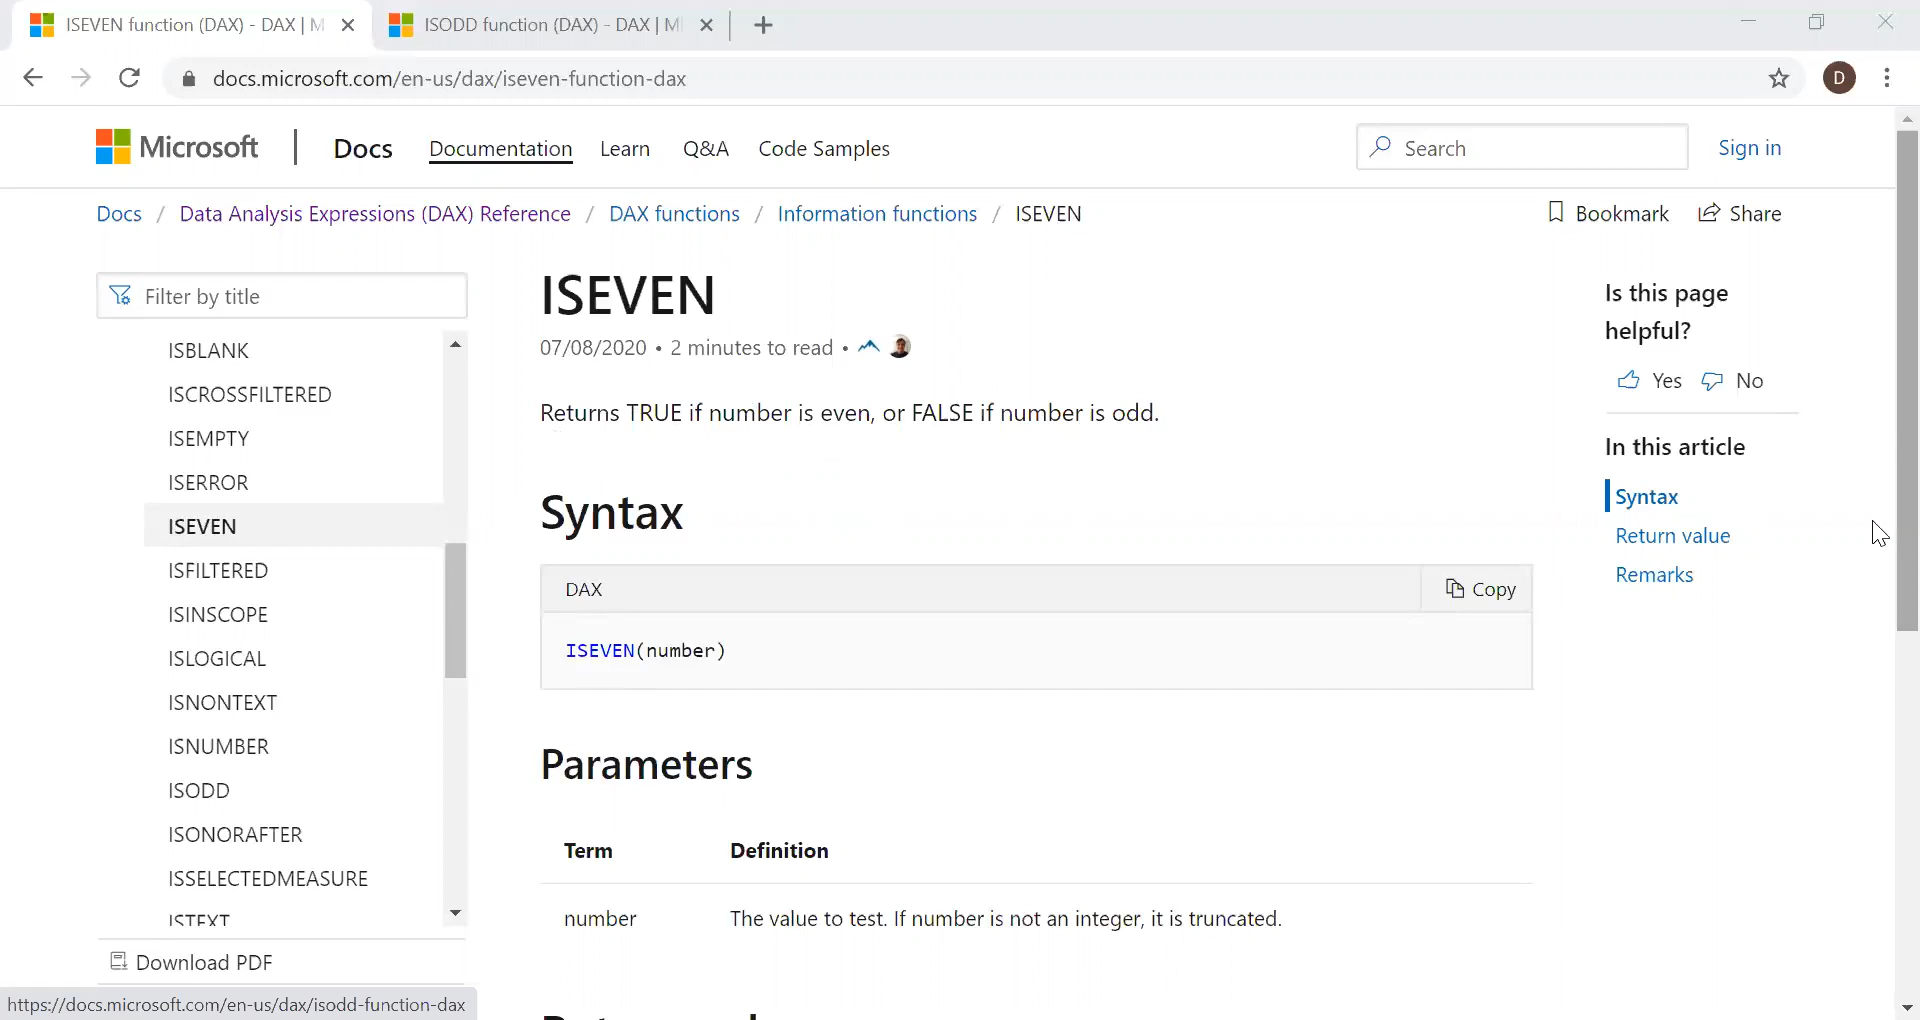 ISEVEN function (DAX) - DAX | M
ISODD function (DAX) - DAX | M
docs.microsoft.com/en-us/dax/iseven-function-dax
D
Microsoft
Docs
Documentation
Learn
Q&A
Code Samples
Search
Sign in
Docs / Data Analysis Expressions (DAX) Reference / DAX functions / Information functions / ISEVEN
Bookmark
Share
Filter by title
ISBLANK
ISCROSSFILTERED
ISEMPTY
ISERROR
ISEVEN
ISFILTERED
ISINSCOPE
ISLOGICAL
ISNONTEXT
ISNUMBER
ISODD
ISONORAFTER
ISSELECTEDMEASURE
ISTEXT
Download PDF
https://docs.microsoft.com/en-us/dax/isodd-function-dax
ISEVEN
07/08/2020 • 2 minutes to read •
Returns TRUE if number is even, or FALSE if number is odd.
Syntax
DAX
Copy
ISEVEN(number)
Parameters
Term Definition
number The value to test. If number is not an integer, it is truncated.
Is this page
helpful?
Yes
No
In this article
Syntax
Return value
Remarks